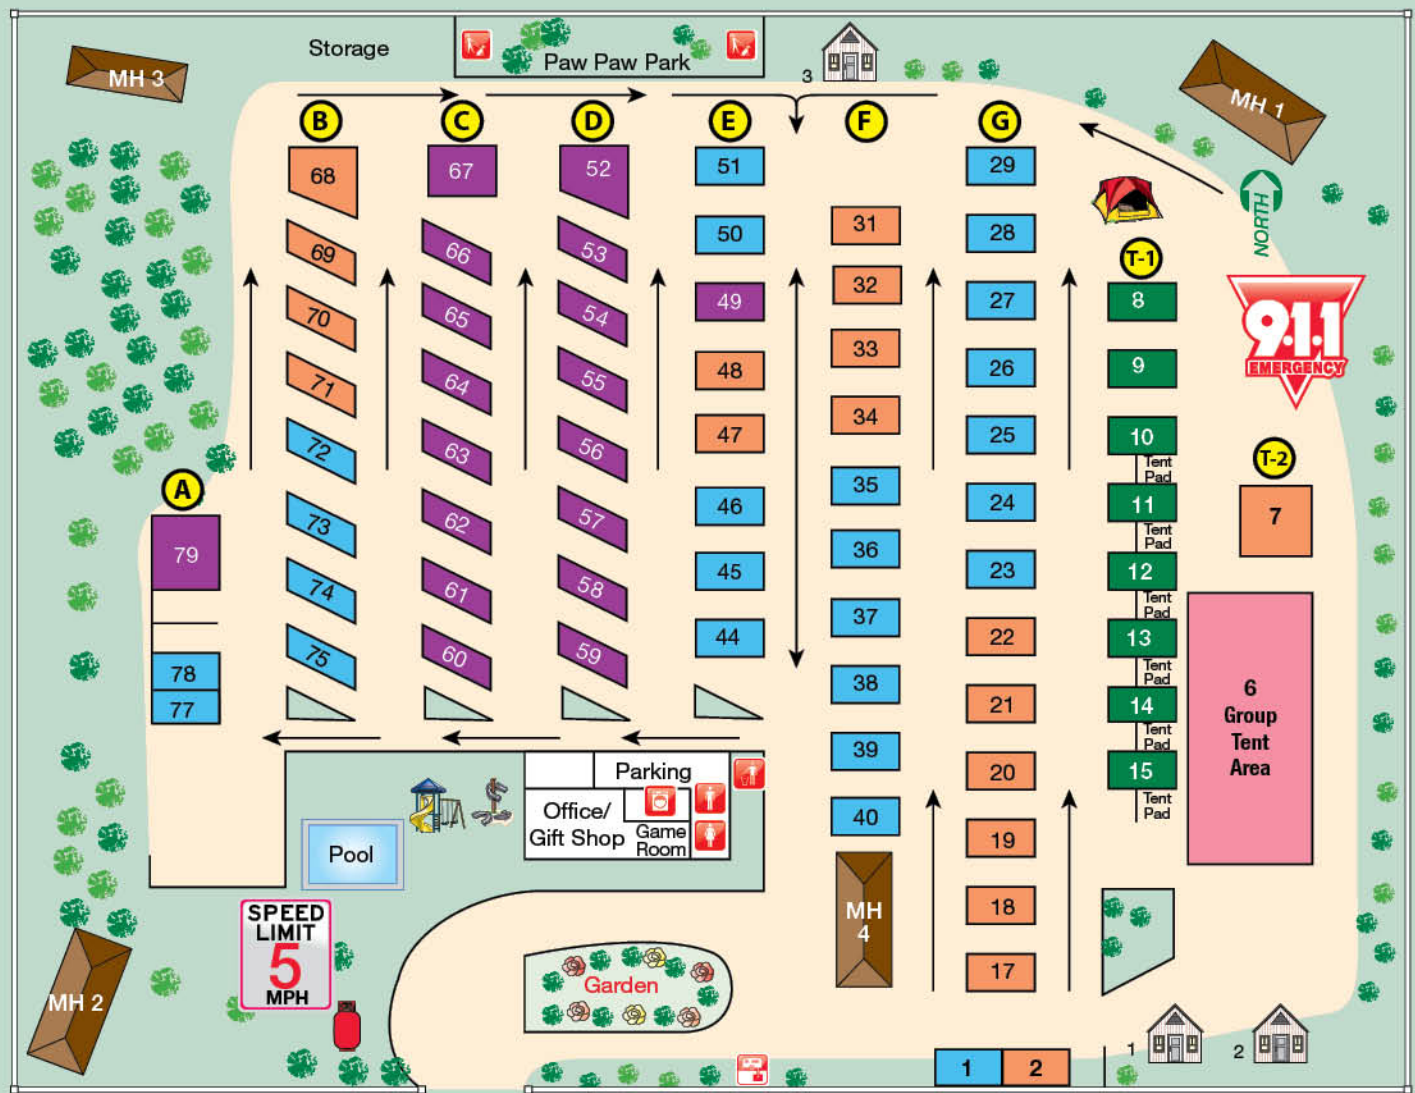 Storage
Paw Paw Park
3
MH 3
MH 1
B
C
D
E
F
G
68
67
52
51
29
69
66
53
50
31
28
NORTH
T-1
70
65
54
49
32
27
8
9.1.1
EMERGENCY
71
64
55
48
33
26
9
72
63
56
47
34
25
10
Tent
Pad
T-2
A
73
62
57
46
35
24
11
Tent
Pad
7
79
74
61
58
45
36
23
12
Tent
Pad
75
60
59
44
37
22
13
Tent
Pad
78
77
38
21
14
Tent
Pad
6
Group
Tent
Area
39
20
15
Tent
Pad
Parking
Office/
Gift Shop
Game
Room
Pool
40
19
MH
4
18
17
SPEED
LIMIT
5
MPH
Garden
MH 2
1
2
1
2